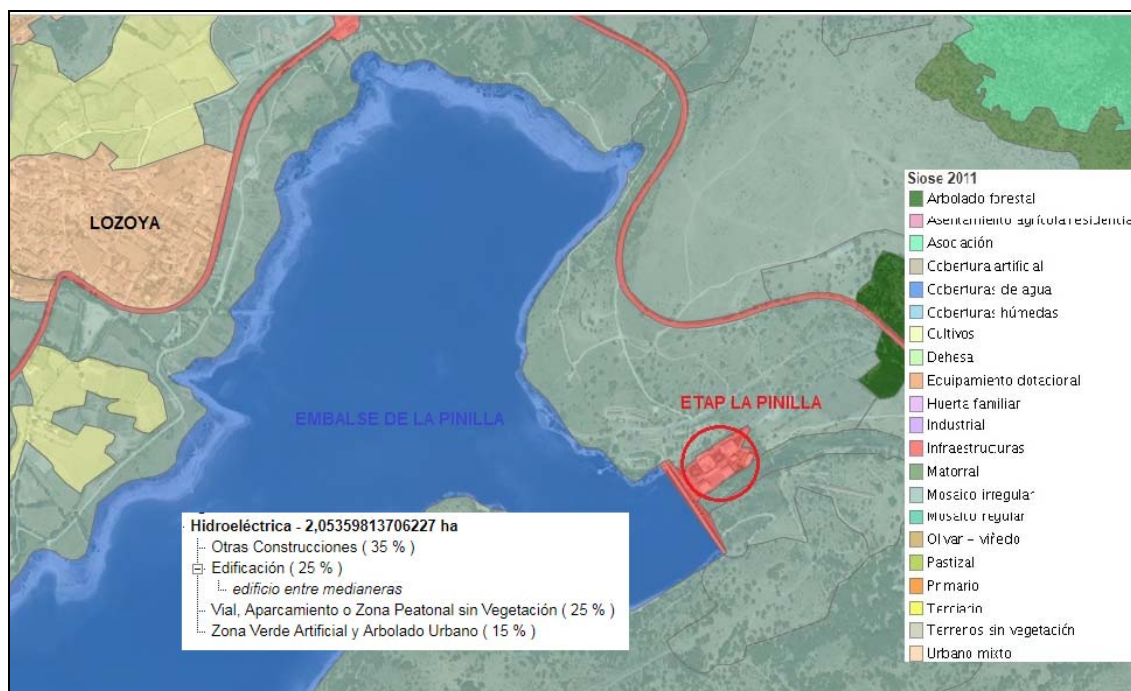 LOZOYA
EMBALSE DE LA PINILLA
ETAP LA PINILLA
Hidroeléctrica - 2,05359813706227 ha
Otras Construcciones ( 35 % )
Edificación ( 25 % )
edificio entre medianeras
Vial, Aparcamiento o Zona Peatonal sin Vegetación ( 25 % )
Zona Verde Artificial y Arbolado Urbano ( 15 % )
Siose 2011
Arbolado forestal
Asentamiento agrícola residencia
Asociación
Cobertura artificial
Coberturas de agua
Coberturas húmedas
Cultivos
Dehesa
Equipamiento dotacional
Huerta familiar
Industrial
Infraestructuras
Matorral
Mosaico irregular
Mosaico regular
Olivar – viñedo
Pastizal
Primario
Terciario
Terrenos sin vegetación
Urbano mixto